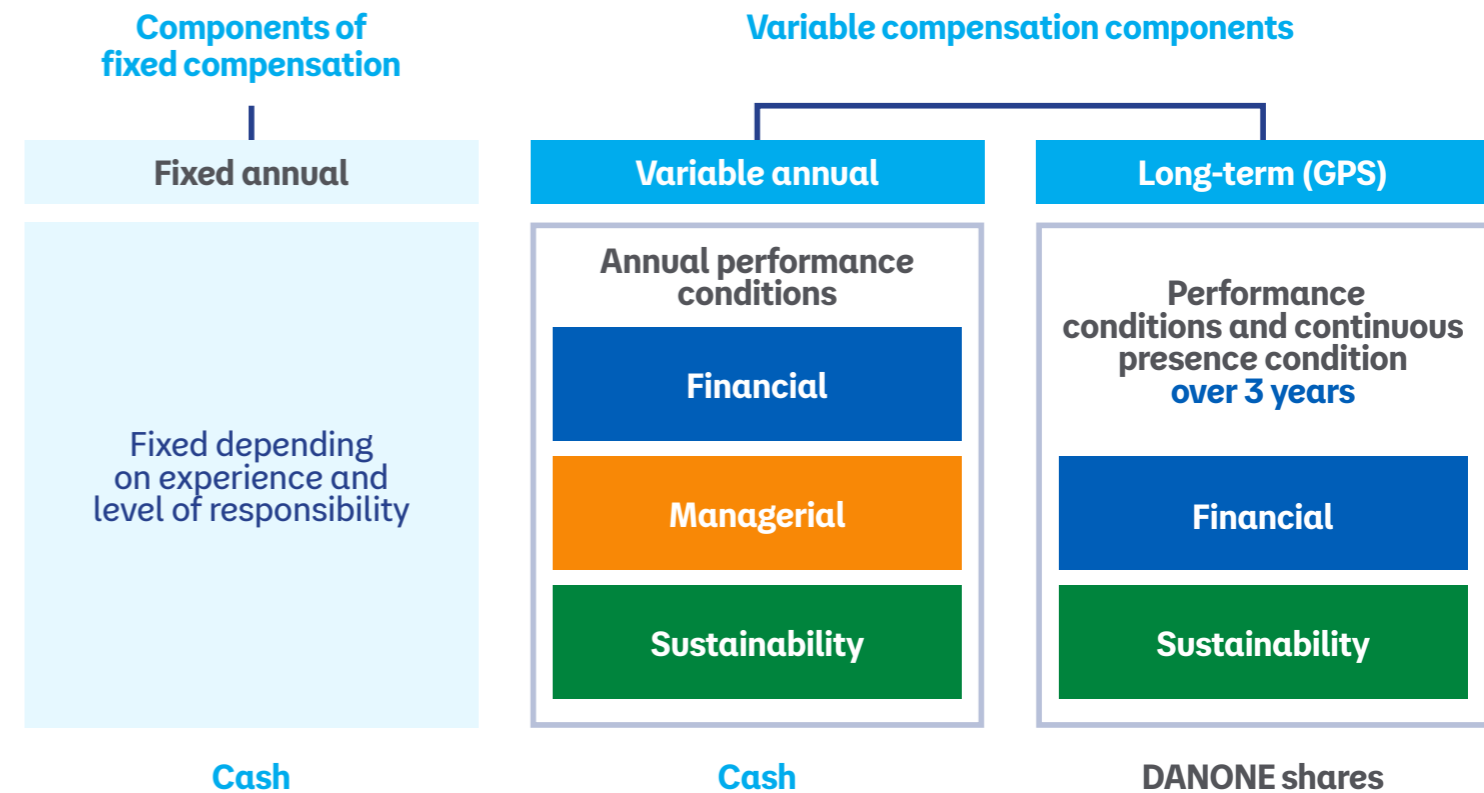 Components of
fixed compensation
Variable compensation components
Fixed annual
Variable annual
Long-term (GPS)
Fixed depending
on experience and
level of responsibility
Annual performance
conditions
Financial
Managerial
Sustainability
Performance
conditions and continuous
presence condition
over 3 years
Financial
Sustainability
Cash
Cash
DANONE shares